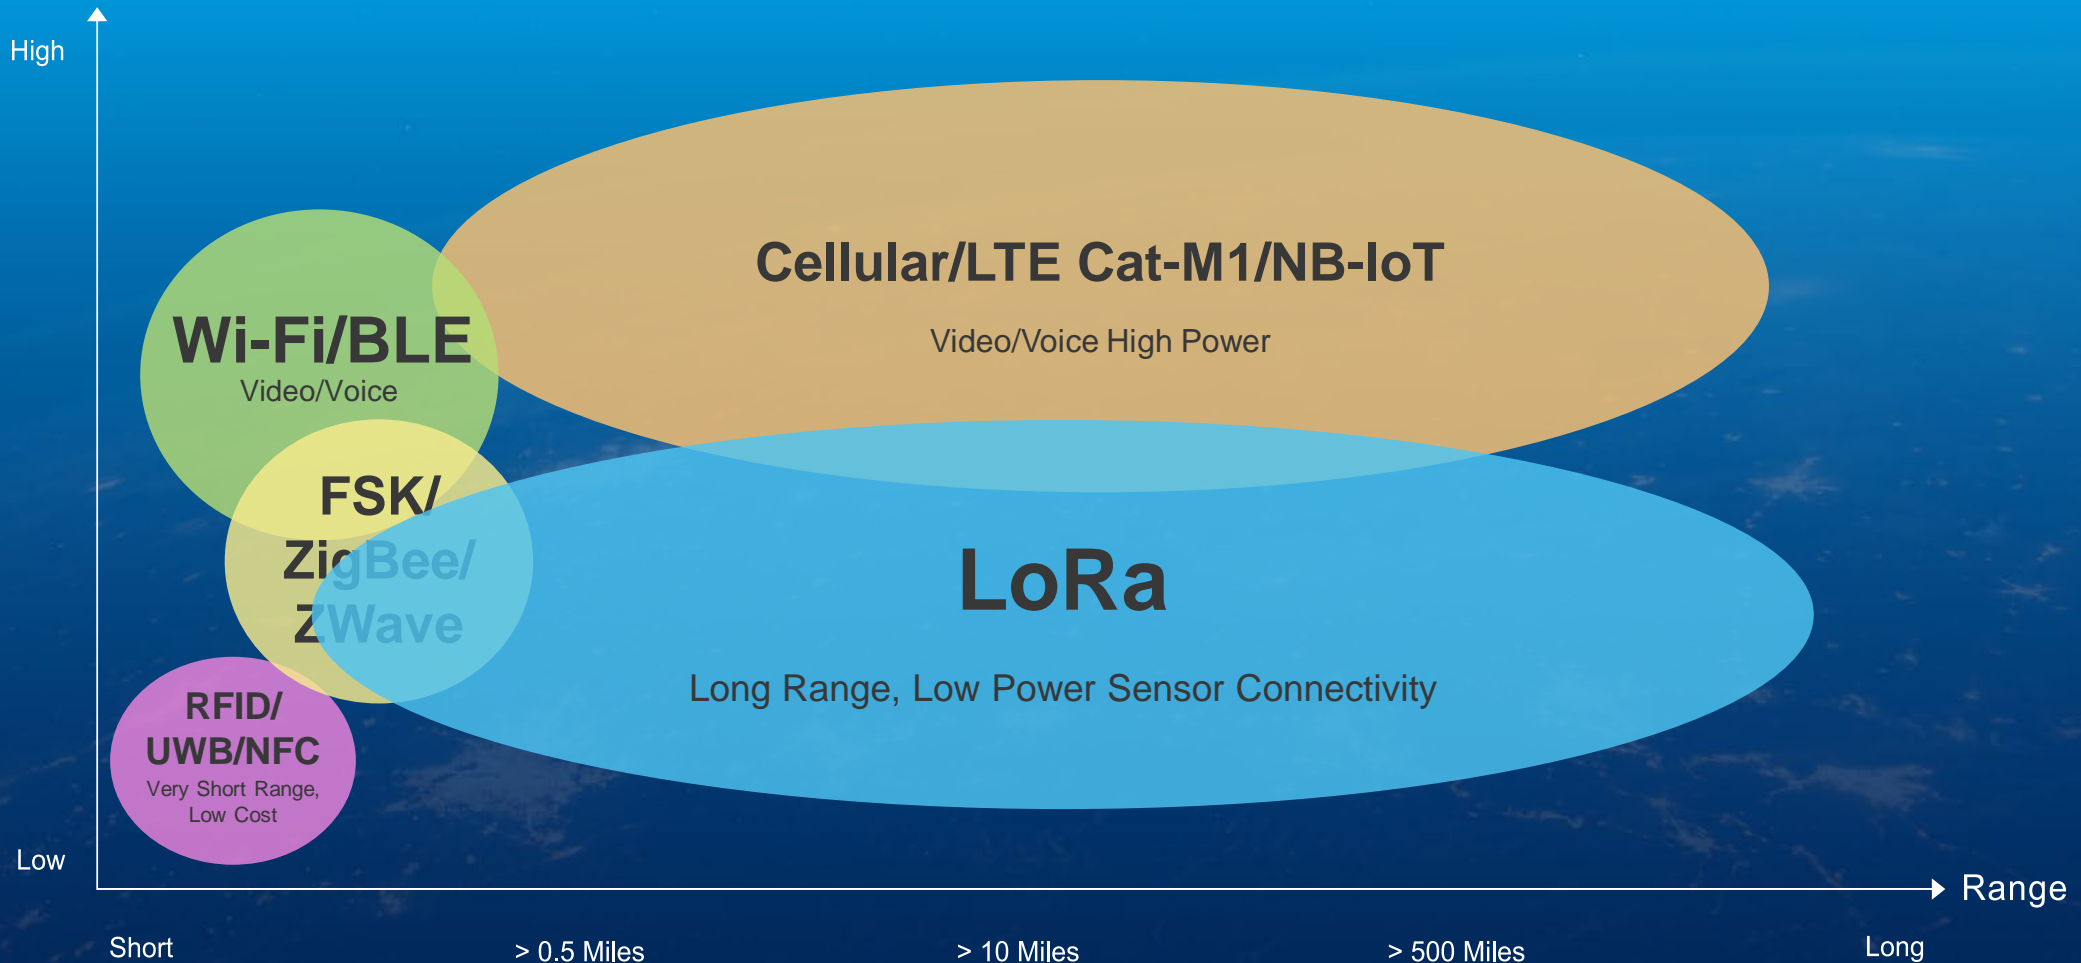 High
Cellular/LTE Cat-M1/NB-IoT
Video/Voice High Power
Wi-Fi/BLE
Video/Voice
FSK/
ZigBee/
ZWave
LoRa
Long Range, Low Power Sensor Connectivity
RFID/
UWB/NFC
Very Short Range,
Low Cost
Low
Range
Short
> 0.5 Miles
> 10 Miles
> 500 Miles
Long